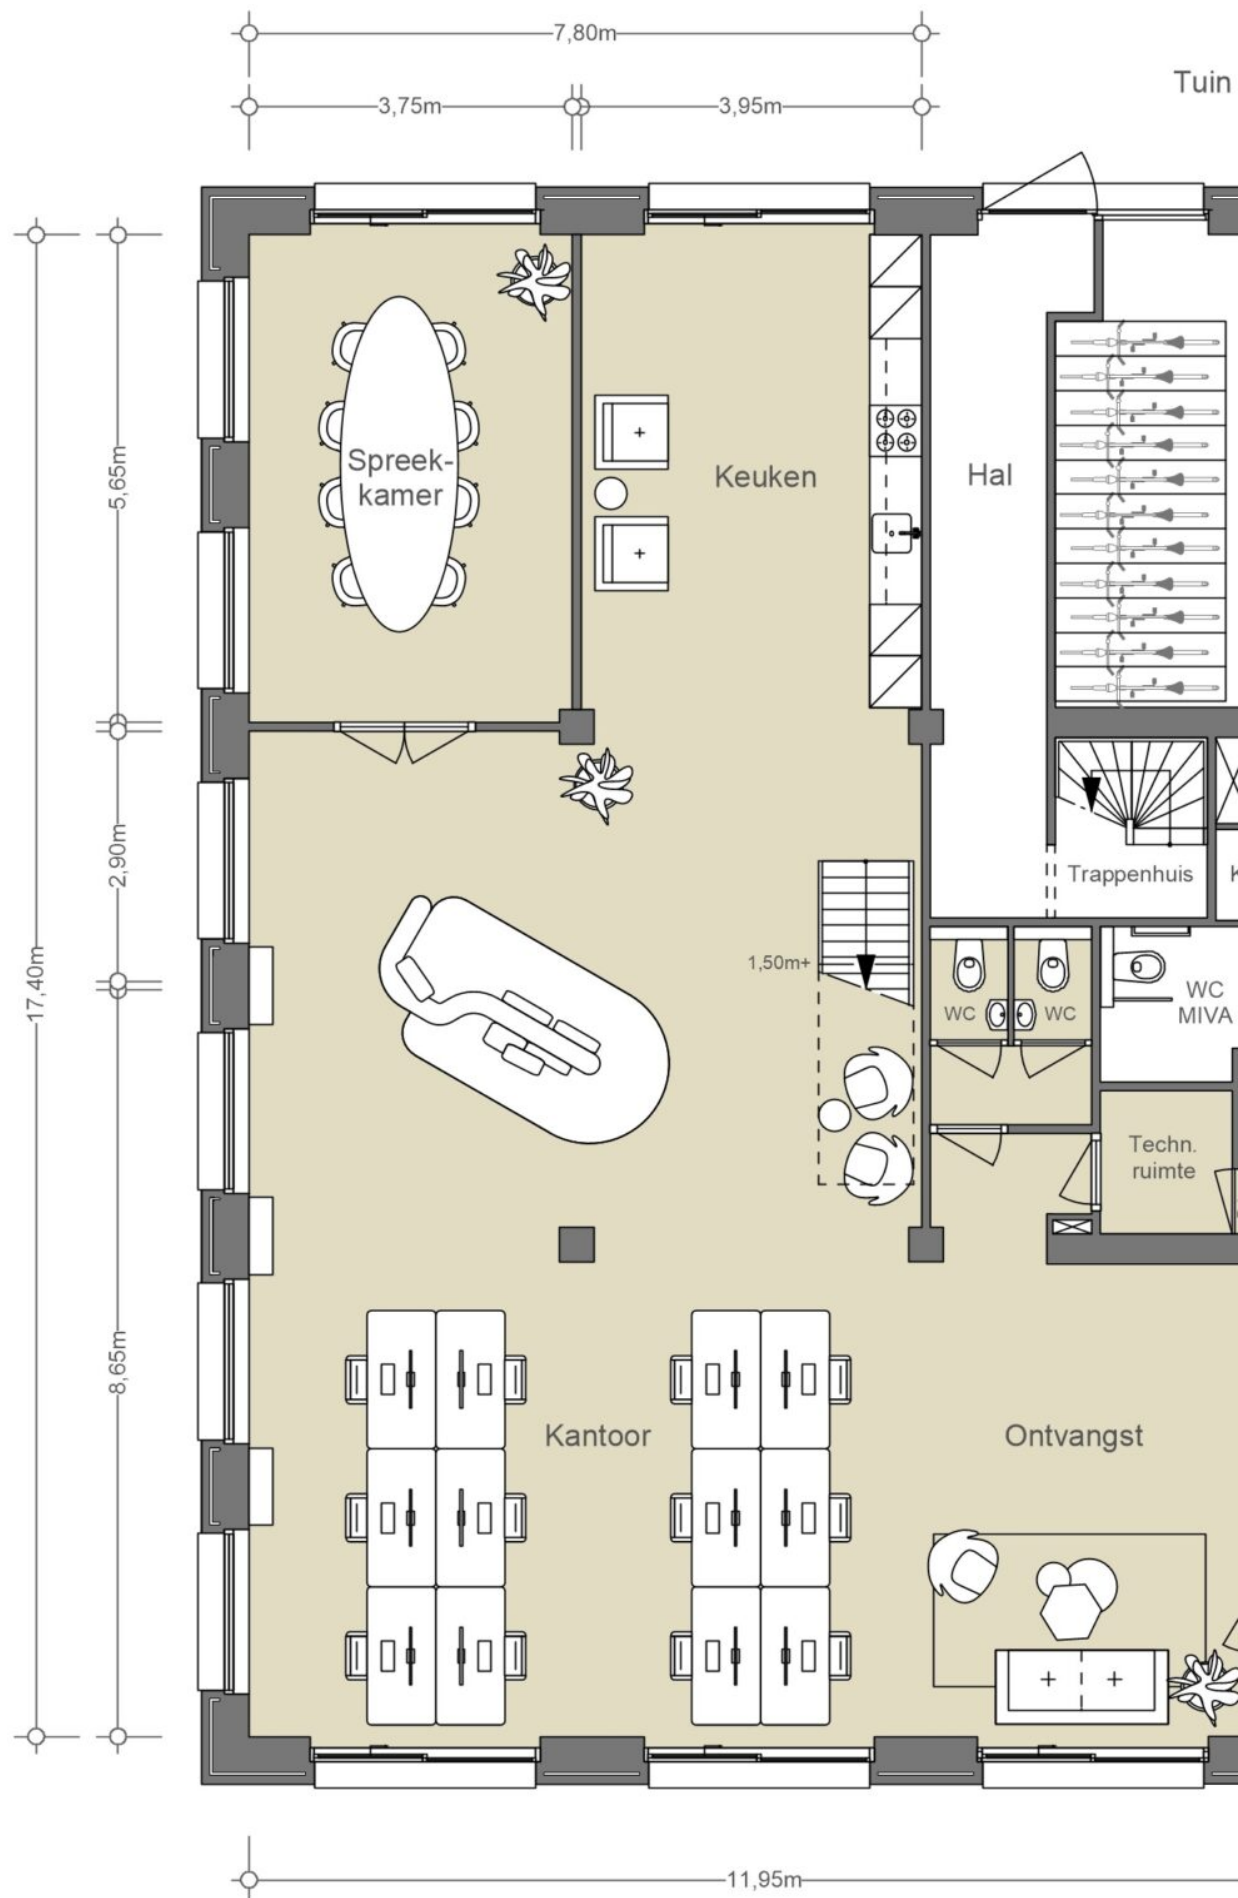 7,80m
Tuin
3,75m
3,95m
5,65m
Spreek-
kamer
Keuken
Hal
2,90m
Trappenhuis
17,40m
1,50m+
WC
WC
WC
MIVA
Techn.
ruimte
8,65m
Kantoor
Ontvangst
11,95m